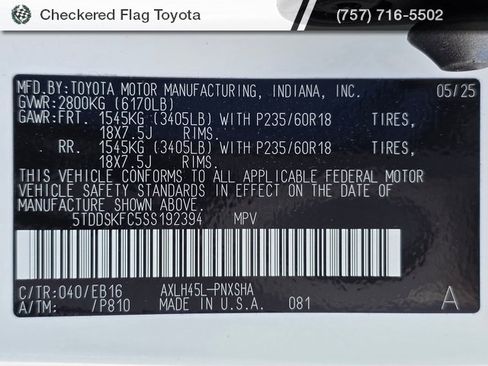 Checkered Flag Toyota (757) 716-5502
MFD.BY:TOYOTA MOTOR MANUFACTURING, INDIANA, INC. 05/25
GVWR:2800KG (6170LB)
GAWR:FRT. 1545KG (3405LB) WITH P235/60R18 TIRES,
18X7.5J RIMS.
RR. 1545KG (3405LB) WITH P235/60R18 TIRES,
18X7.5J RIMS.
THIS VEHICLE CONFORMS TO ALL APPLICABLE FEDERAL MOTOR
VEHICLE SAFETY STANDARDS IN EFFECT ON THE DATE OF
MANUFACTURE SHOWN ABOVE.
5TDDSKFC5SS192394 MPV
C/TR:040/EB16 AXLH45L-PNXSHA
A/TM: /P810 MADE IN U.S.A. 081 A